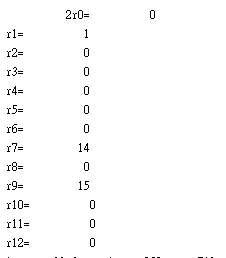 2r0= 0
r1= 1
r2= 0
r3= 0
r4= 0
r5= 0
r6= 0
r7= 14
r8= 0
r9= 15
r10= 0
r11= 0
r12= 0